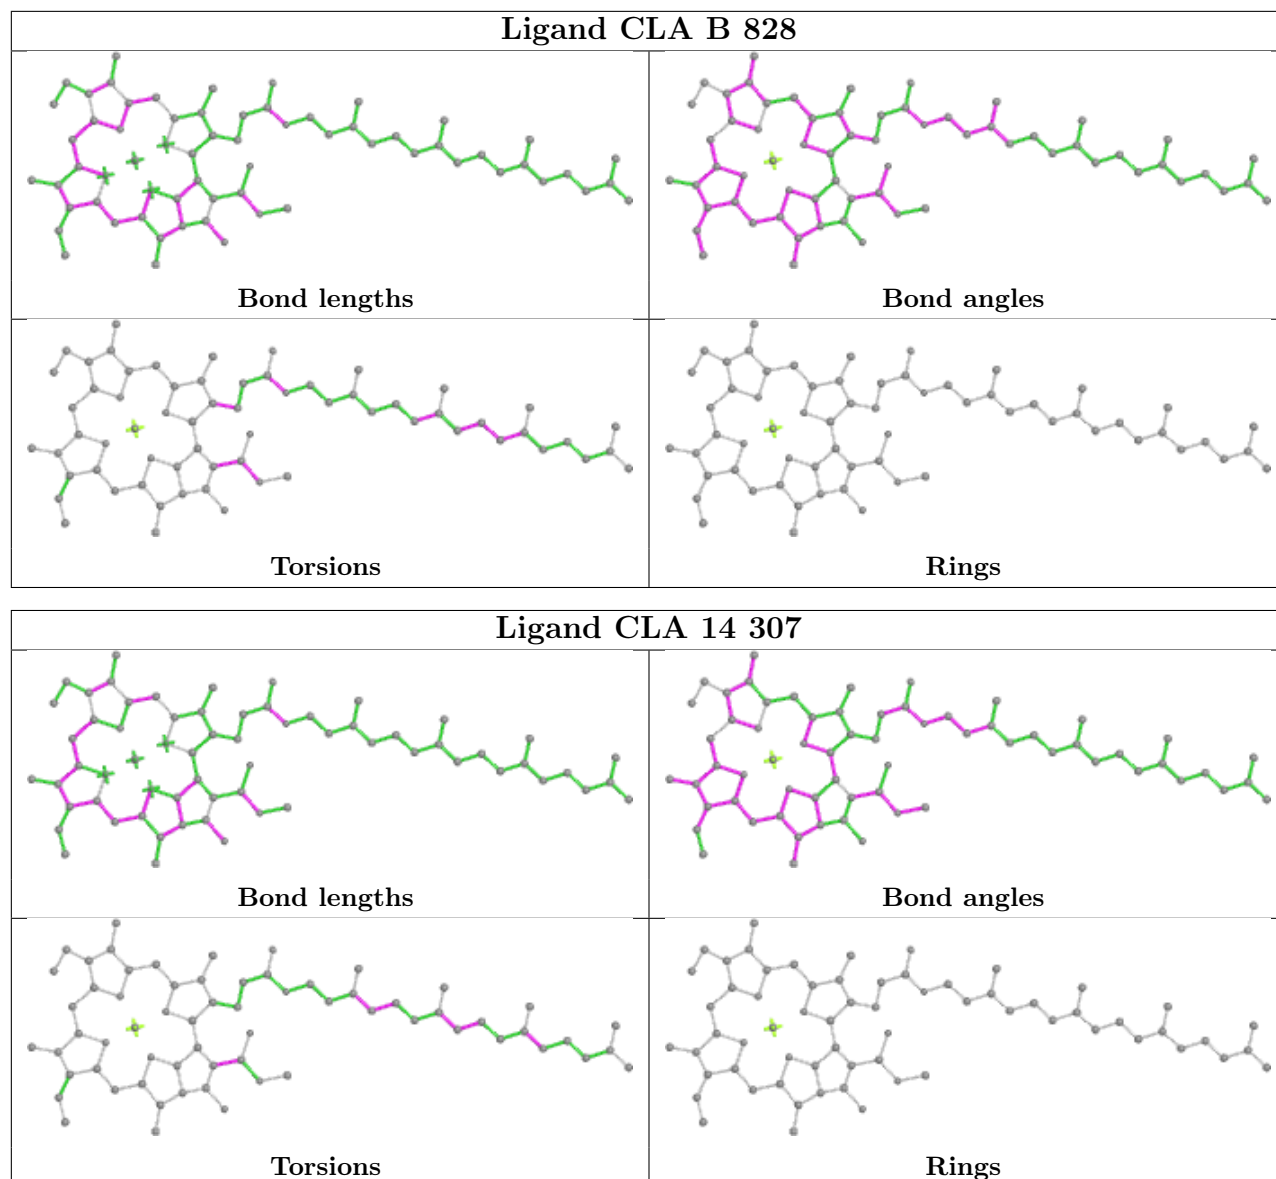 Ligand CLA B 828
Bond lengths
Bond angles
Torsions
Rings
Ligand CLA 14 307
Bond lengths
Bond angles
Torsions
Rings